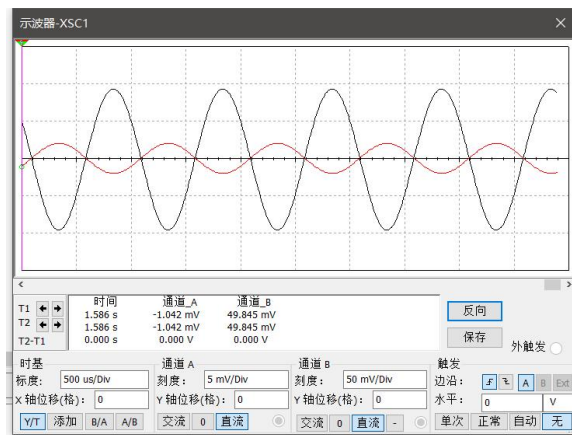 示波器-XSC1
T1
T2
T2-T1
时间 通道_A 通道_B
1.586 s -1.042 mV 49.845 mV
1.586 s -1.042 mV 49.845 mV
0.000 s 0.000 V 0.000 V
反向
保存
外触发
时基
标度: 500 us/Div
X 轴位移(格): 0
Y/T 添加 B/A A/B
通道 A
刻度: 5 mV/Div
Y 轴位移(格): 0
交流 0 直流
通道 B
刻度: 50 mV/Div
Y 轴位移(格): 0
交流 0 直流 -
触发
边沿: A B Ext
水平: 0 V
单次 正常 自动 无